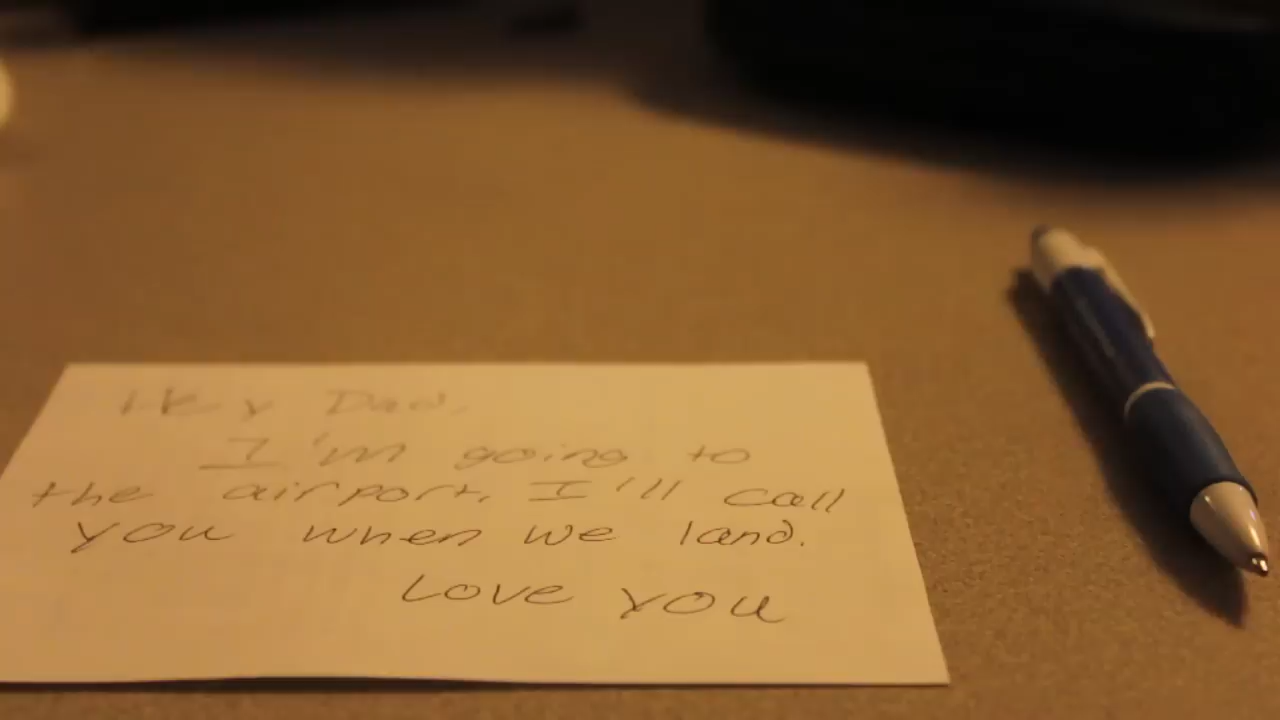 Hey Dad,
I'm going to
the airport. I'll call
you when we land.
Love you